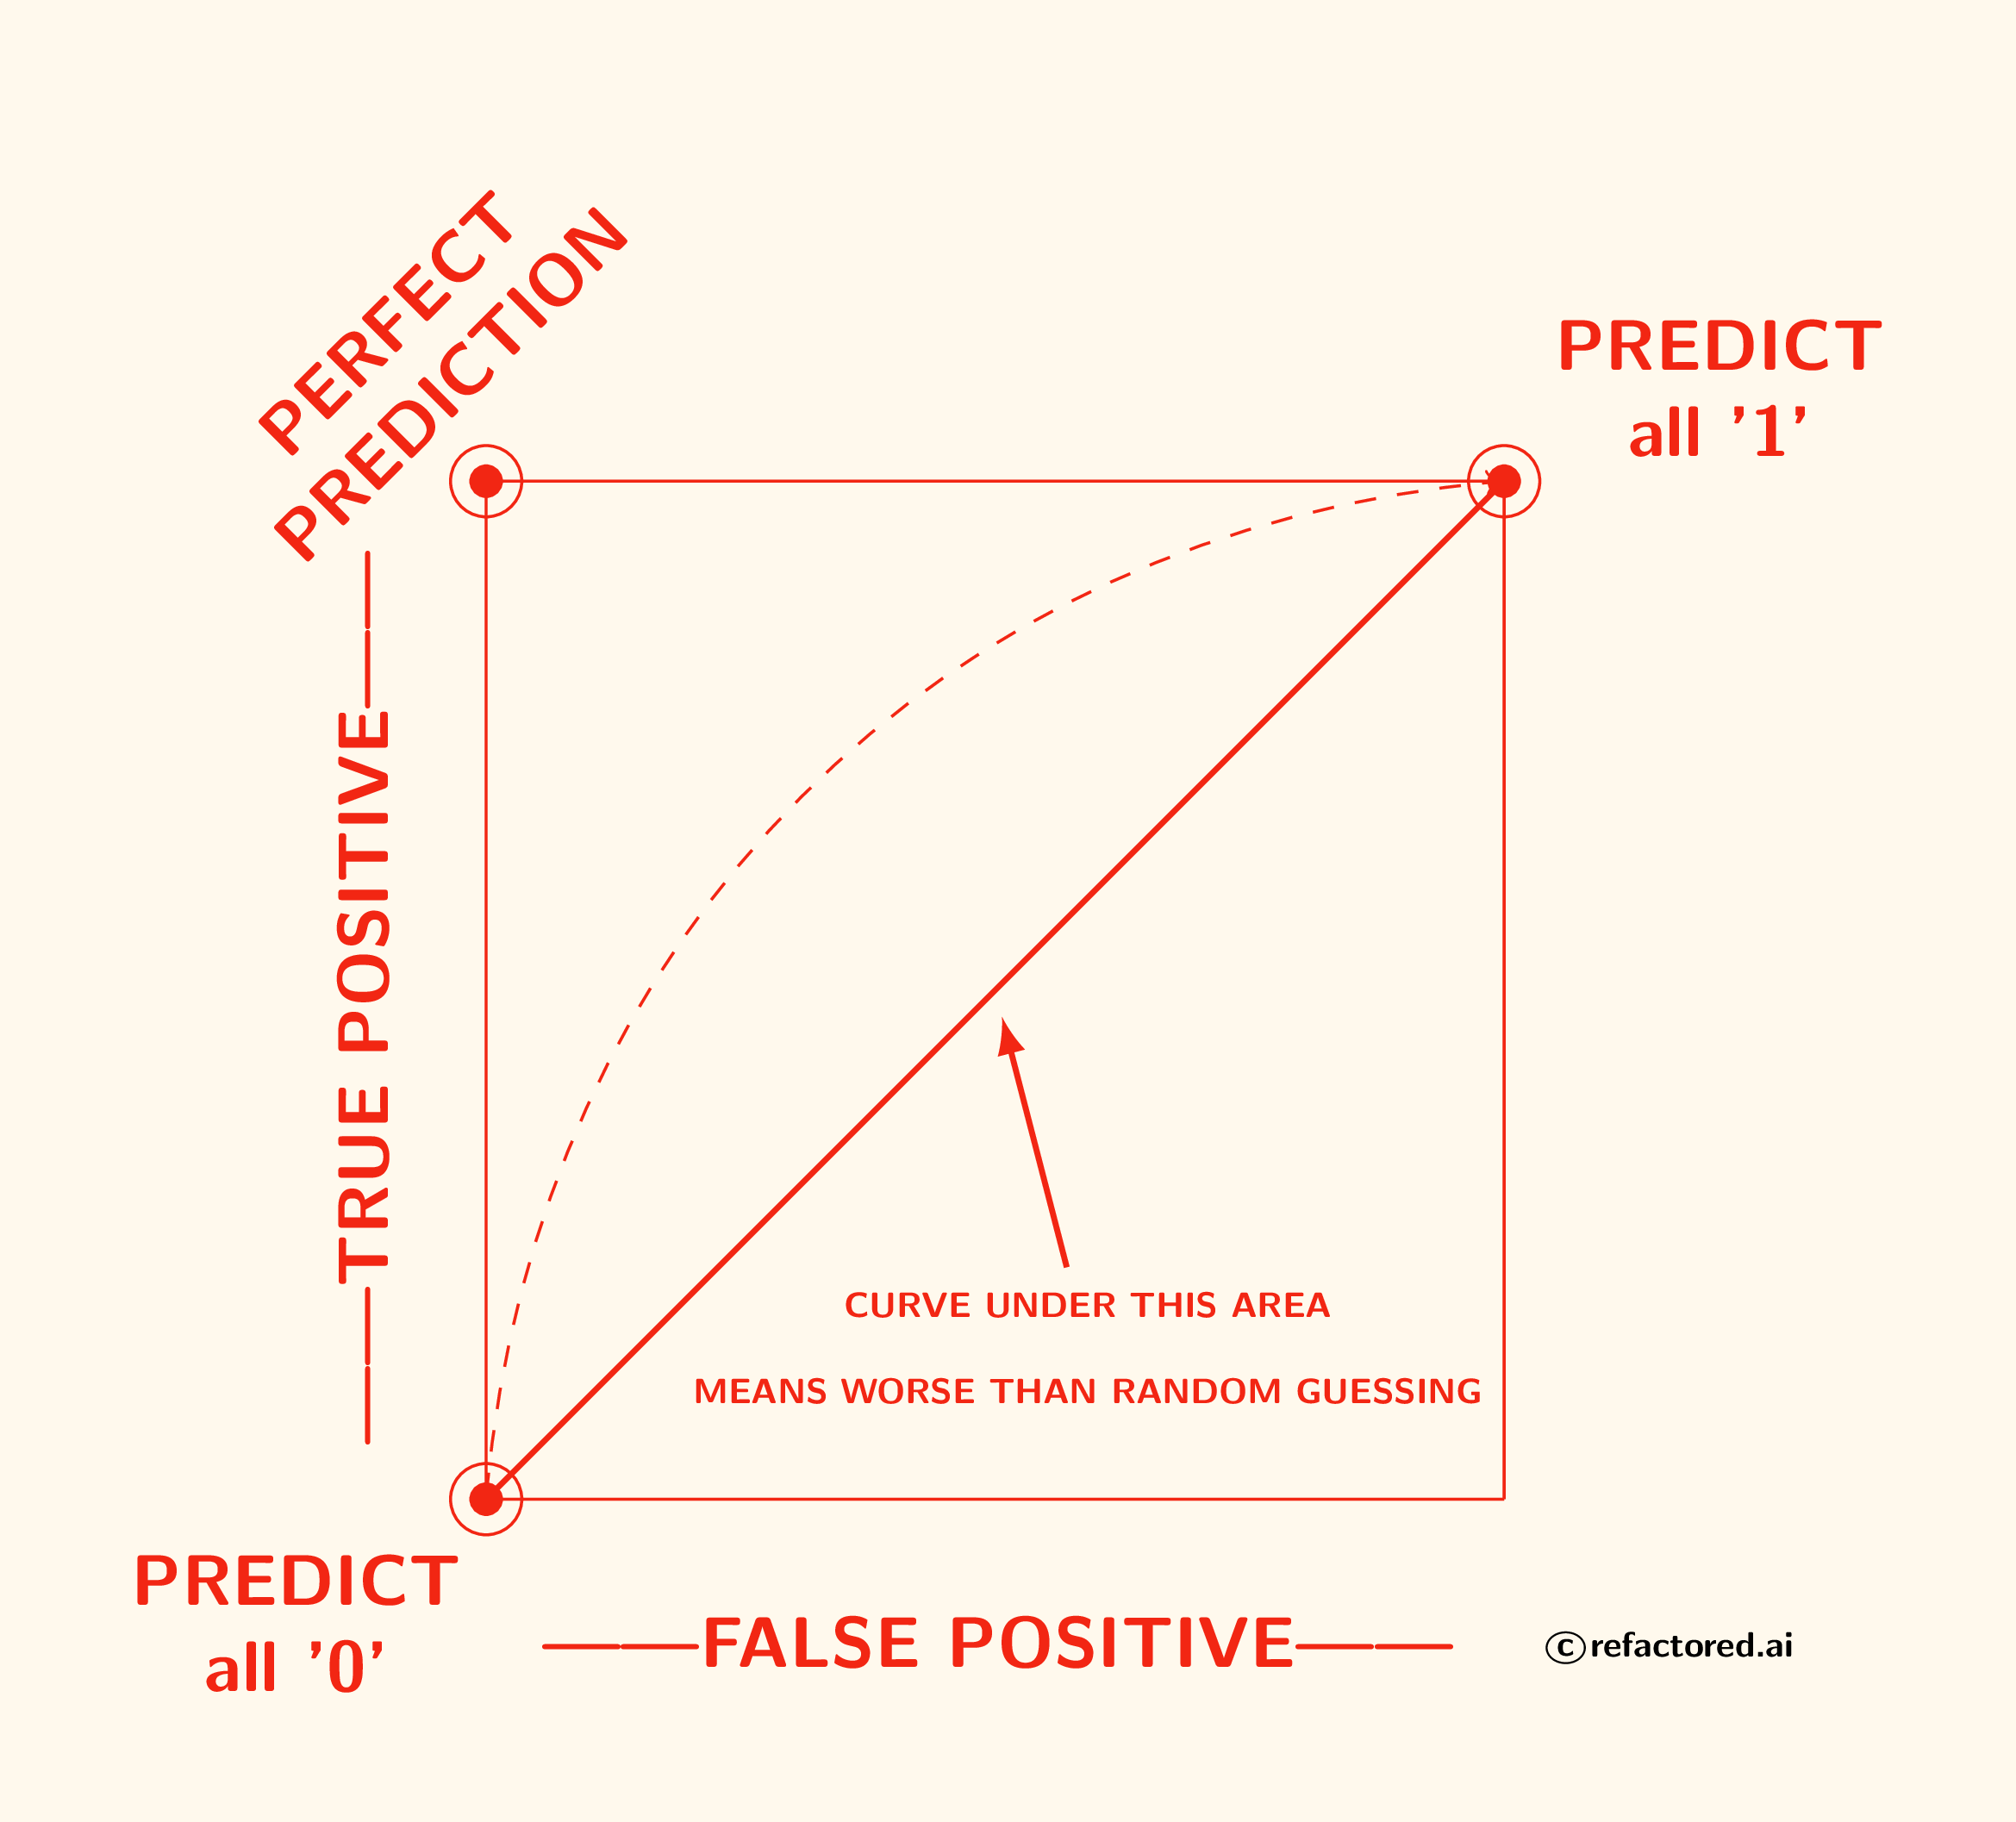 PERFECT
PREDICTION
PREDICT
all '1'
TRUE POSITIVE
CURVE UNDER THIS AREA
MEANS WORSE THAN RANDOM GUESSING
PREDICT
all '0'
FALSE POSITIVE
©refactored.ai